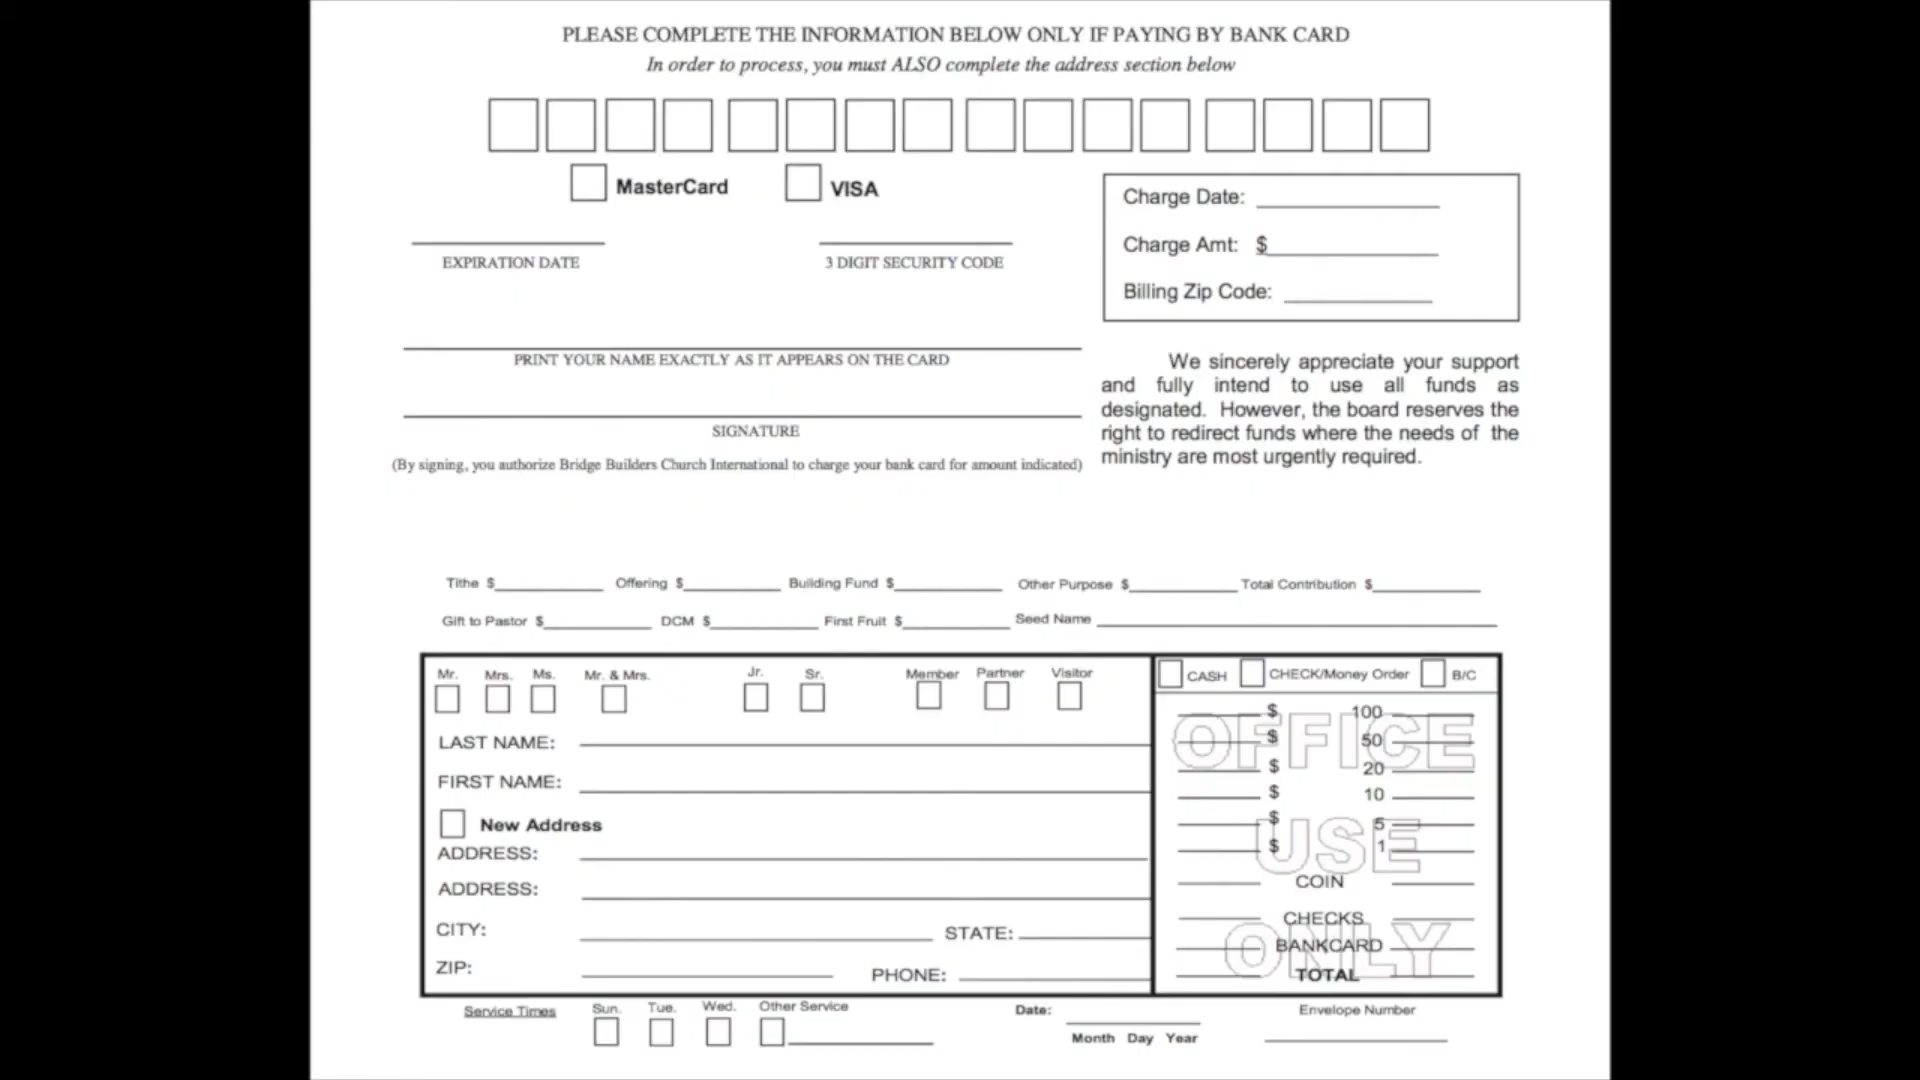 PLEASE COMPLETE THE INFORMATION BELOW ONLY IF PAYING BY BANK CARD
In order to process, you must ALSO complete the address section below
MasterCard VISA
Charge Date:
Charge Amt: $
Billing Zip Code:
EXPIRATION DATE 3 DIGIT SECURITY CODE
PRINT YOUR NAME EXACTLY AS IT APPEARS ON THE CARD
SIGNATURE
(By signing, you authorize Bridge Builders Church International to charge your bank card for amount indicated)
We sincerely appreciate your support
and fully intend to use all funds as
designated. However, the board reserves the
right to redirect funds where the needs of the
ministry are most urgently required.
Tithe $ Offering $ Building Fund $ Other Purpose $ Total Contribution $
Gift to Pastor $ DCM $ First Fruit $ Seed Name
Mr. Mrs. Ms. Mr. & Mrs. Jr. Sr. Member Partner Visitor
LAST NAME:
FIRST NAME:
New Address
ADDRESS:
ADDRESS:
CITY: STATE:
ZIP: PHONE:
CASH CHECK/Money Order B/C
$ 100
$ 50
$ 20
$ 10
$ 5
$ 1
COIN
CHECKS
BANKCARD
TOTAL
OFFICE
USE
ONLY
Service Times Sun. Tue. Wed. Other Service Date: Envelope Number
Month Day Year